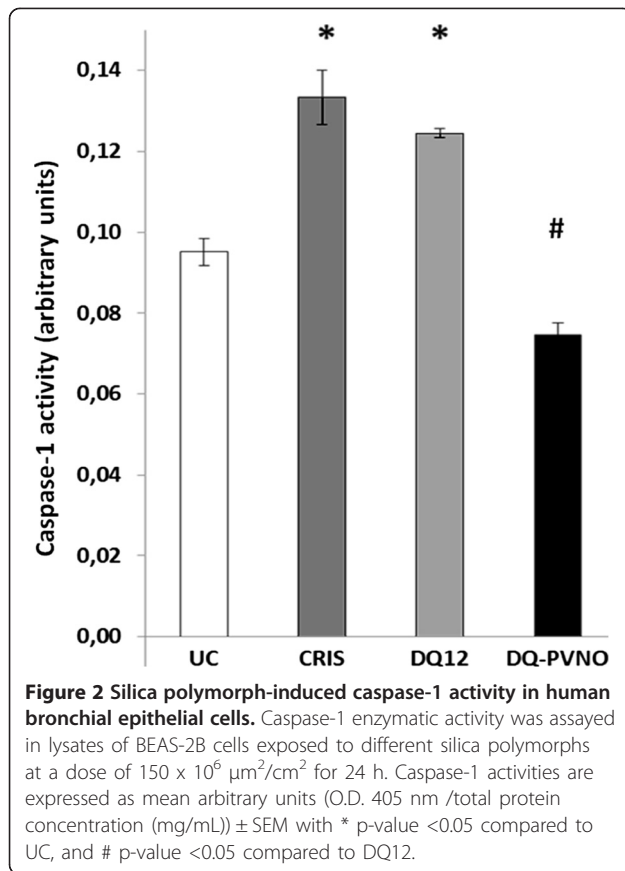 * *
0,14
0,12
0,10
#
0,08
0,06
0,04
0,02
0,00
Caspase-1 activity (arbitrary units)
UC CRIS DQ12 DQ-PVNO
Figure 2 Silica polymorph-induced caspase-1 activity in human
bronchial epithelial cells. Caspase-1 enzymatic activity was assayed
in lysates of BEAS-2B cells exposed to different silica polymorphs
at a dose of 150 x 10⁶ μm²/cm² for 24 h. Caspase-1 activities are
expressed as mean arbitrary units (O.D. 405 nm /total protein
concentration (mg/mL)) ± SEM with * p-value <0.05 compared to
UC, and # p-value <0.05 compared to DQ12.